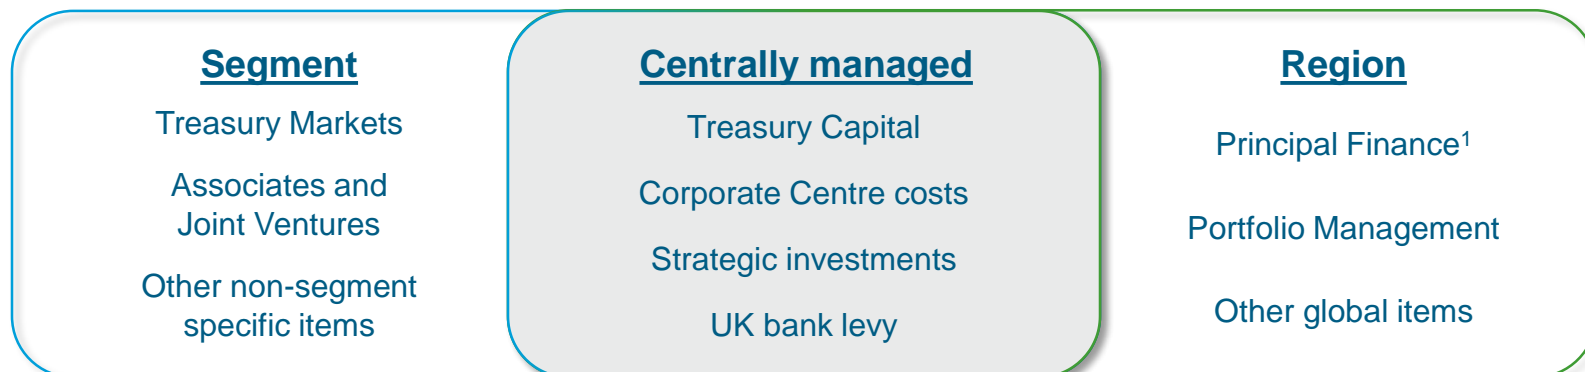 Segment
Treasury Markets
Associates and
Joint Ventures
Other non-segment
specific items
Centrally managed
Treasury Capital
Corporate Centre costs
Strategic investments
UK bank levy
Region
Principal Finance¹
Portfolio Management
Other global items